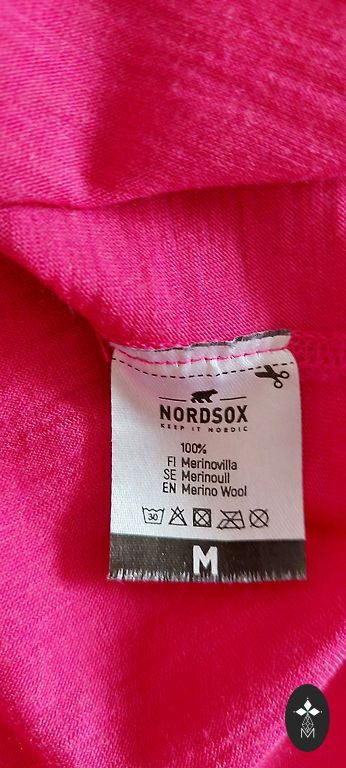 NORDSOX
KEEP IT NORDIC
100%
FI Merinovilla
SE Merinoull
EN Merino Wool
30
M
M